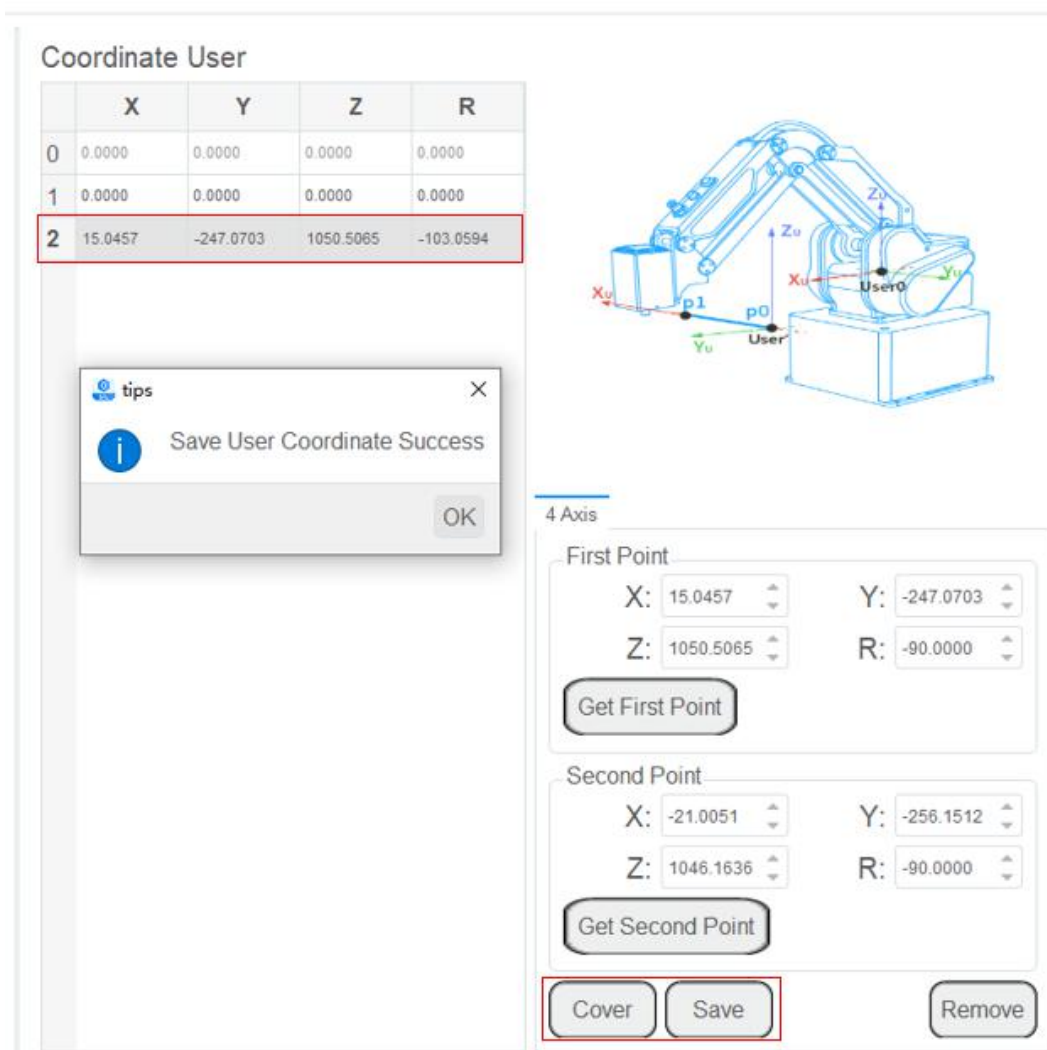 Coordinate User
X Y Z R
0 0.0000 0.0000 0.0000 0.0000
1 0.0000 0.0000 0.0000 0.0000
2 15.0457 -247.0703 1050.5065 -103.0594
Zu
Zu
Xu Yu
User0
Xu
p1 p0
Yu User
tips
Save User Coordinate Success
OK
4 Axis
First Point
X: 15.0457 Y: -247.0703
Z: 1050.5065 R: -90.0000
Get First Point
Second Point
X: -21.0051 Y: -256.1512
Z: 1046.1636 R: -90.0000
Get Second Point
Cover Save Remove